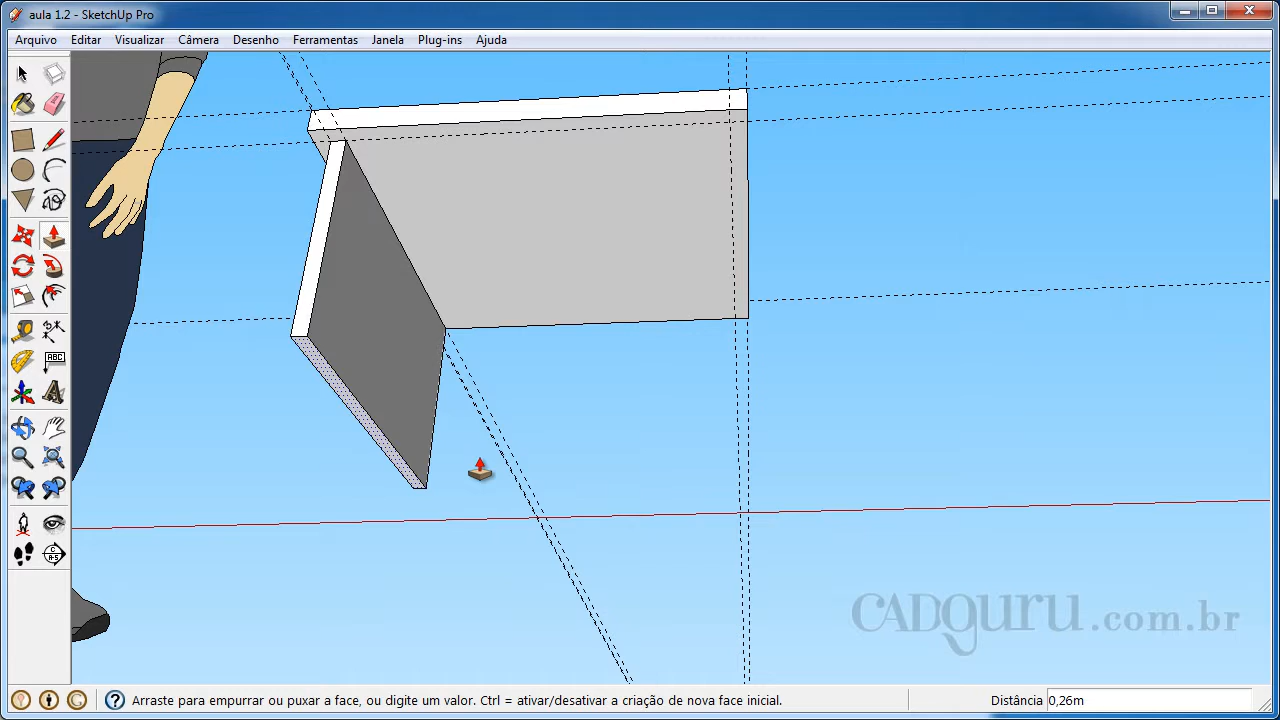 aula 1.2 - SketchUp Pro
Arquivo Editar Visualizar Câmera Desenho Ferramentas Janela Plug-ins Ajuda
ABC
CADGURU.com.br
Arraste para empurrar ou puxar a face, ou digite um valor. Ctrl = ativar/desativar a criação de nova face inicial. Distância 0,26m